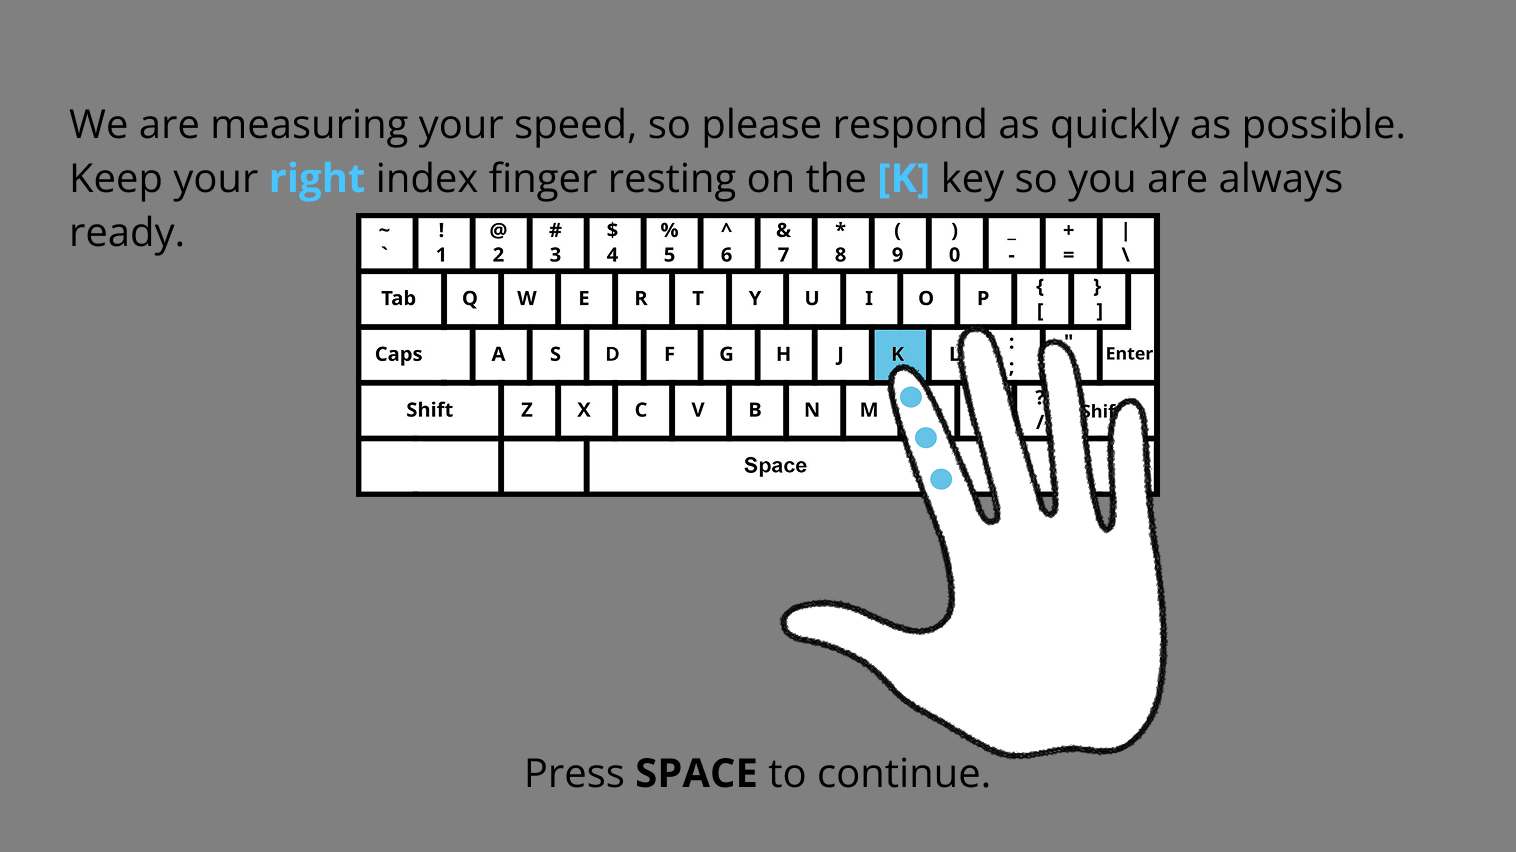 We are measuring your speed, so please respond as quickly as possible.
Keep your right index finger resting on the [K] key so you are always
ready.
~ ! @ # $ % ^ & * ( ) _ + |
` 1 2 3 4 5 6 7 8 9 0 - = \
Tab Q W E R T Y U I O P { }
[ ]
Caps A S D F G H J K L : " Enter
;
Shift Z X C V B N M ? Shif
/
Space
Press SPACE to continue.